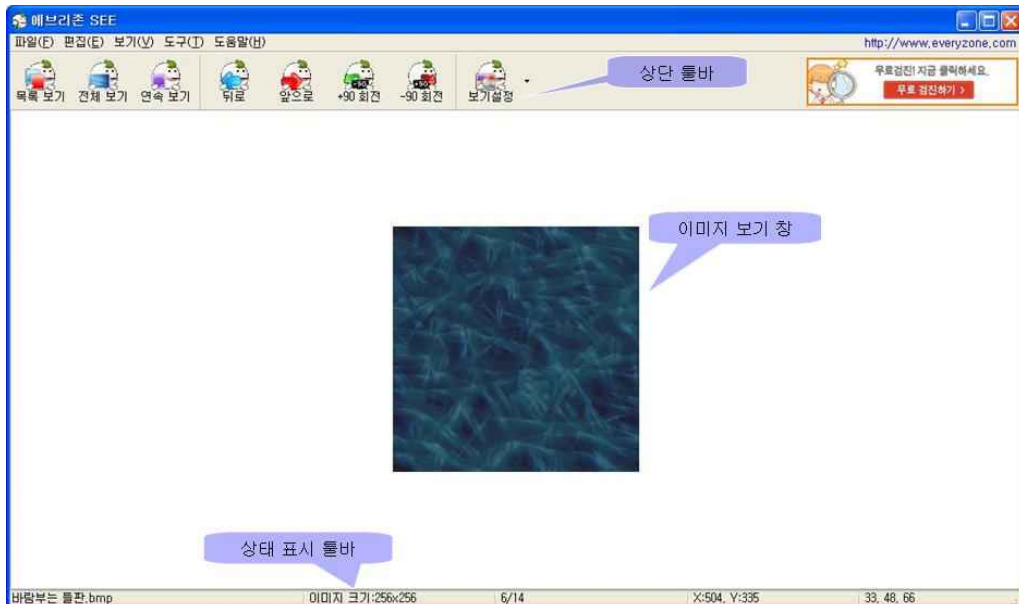 에브리존 SEE
파일(F) 편집(E) 보기(V) 도구(T) 도움말(H)
http://www.everyzone.com
목록 보기 전체 보기 연속 보기 뒤로 앞으로 +90 회전 -90 회전 보기설정
상단 툴바
무료검진! 지금 클릭하세요.
무료 검진하기 >
이미지 보기 창
상태 표시 툴바
바람부는 들판.bmp 이미지 크기:256x256 6/14 X:504, Y:335 33, 48, 66